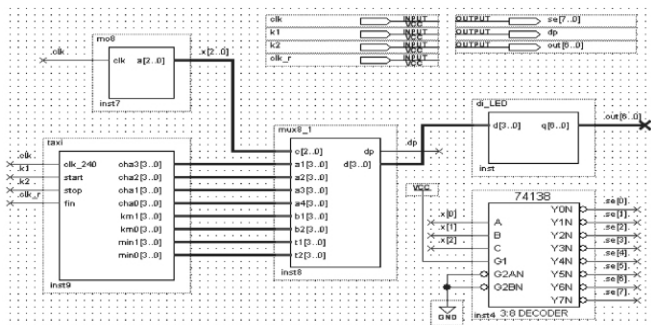 clk INPUT VCC
k1 INPUT VCC
k2 INPUT VCC
clk_r INPUT VCC
OUTPUT se[7..0]
OUTPUT dp
OUTPUT out[6..0]
mo8
clk a[2..0]
inst7
.clk
.x[2..0]
taxi
clk_240 cha3[3..0]
start cha2[3..0]
stop cha1[3..0]
fin cha0[3..0]
km1[3..0]
km0[3..0]
min1[3..0]
min0[3..0]
inst9
.clk
.k1
.k2
.clk_r
mux8_1
c[2..0] dp
a1[3..0] d[3..0]
a2[3..0]
a3[3..0]
a4[3..0]
b1[3..0]
b2[3..0]
t1[3..0]
t2[3..0]
inst8
.dp
di_LED
d[3..0] q[6..0]
inst
.out[6..0]
VCC
74138
A Y0N
B Y1N
C Y2N
G1 Y3N
G2AN Y4N
G2BN Y5N
Y6N
Y7N
inst4 3:8 DECODER
.x[0]
.x[1]
.x[2]
GND
.se[0]
.se[1]
.se[2]
.se[3]
.se[4]
.se[5]
.se[6]
.se[7]